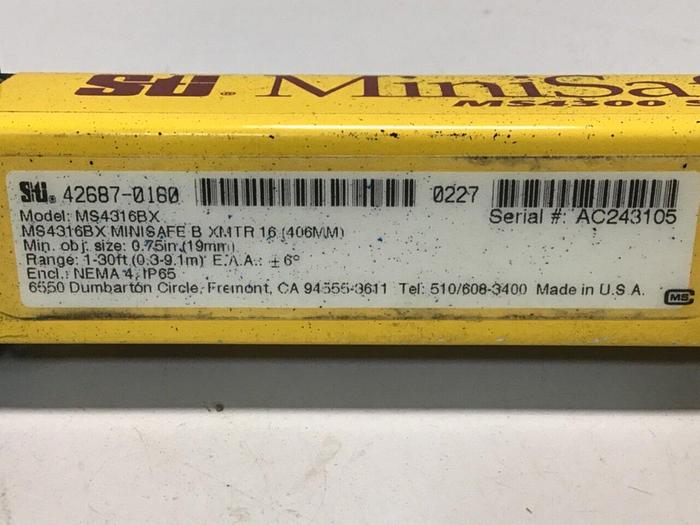 STi® MiniSa
MS4300 S
STi® 42687-0160 0227
Serial #: AC243105
Model: MS4316BX
MS4316BX MINISAFE B XMTR 16 (406MM)
Min. obj. size: 0.75in (19mm)
Range: 1-30ft (0.3-9.1m) E.A.A.: ±6°
Encl.: NEMA 4, IP65
6550 Dumbarton Circle, Fremont, CA 94555-3611 Tel: 510/608-3400 Made in U.S.A.
CMS